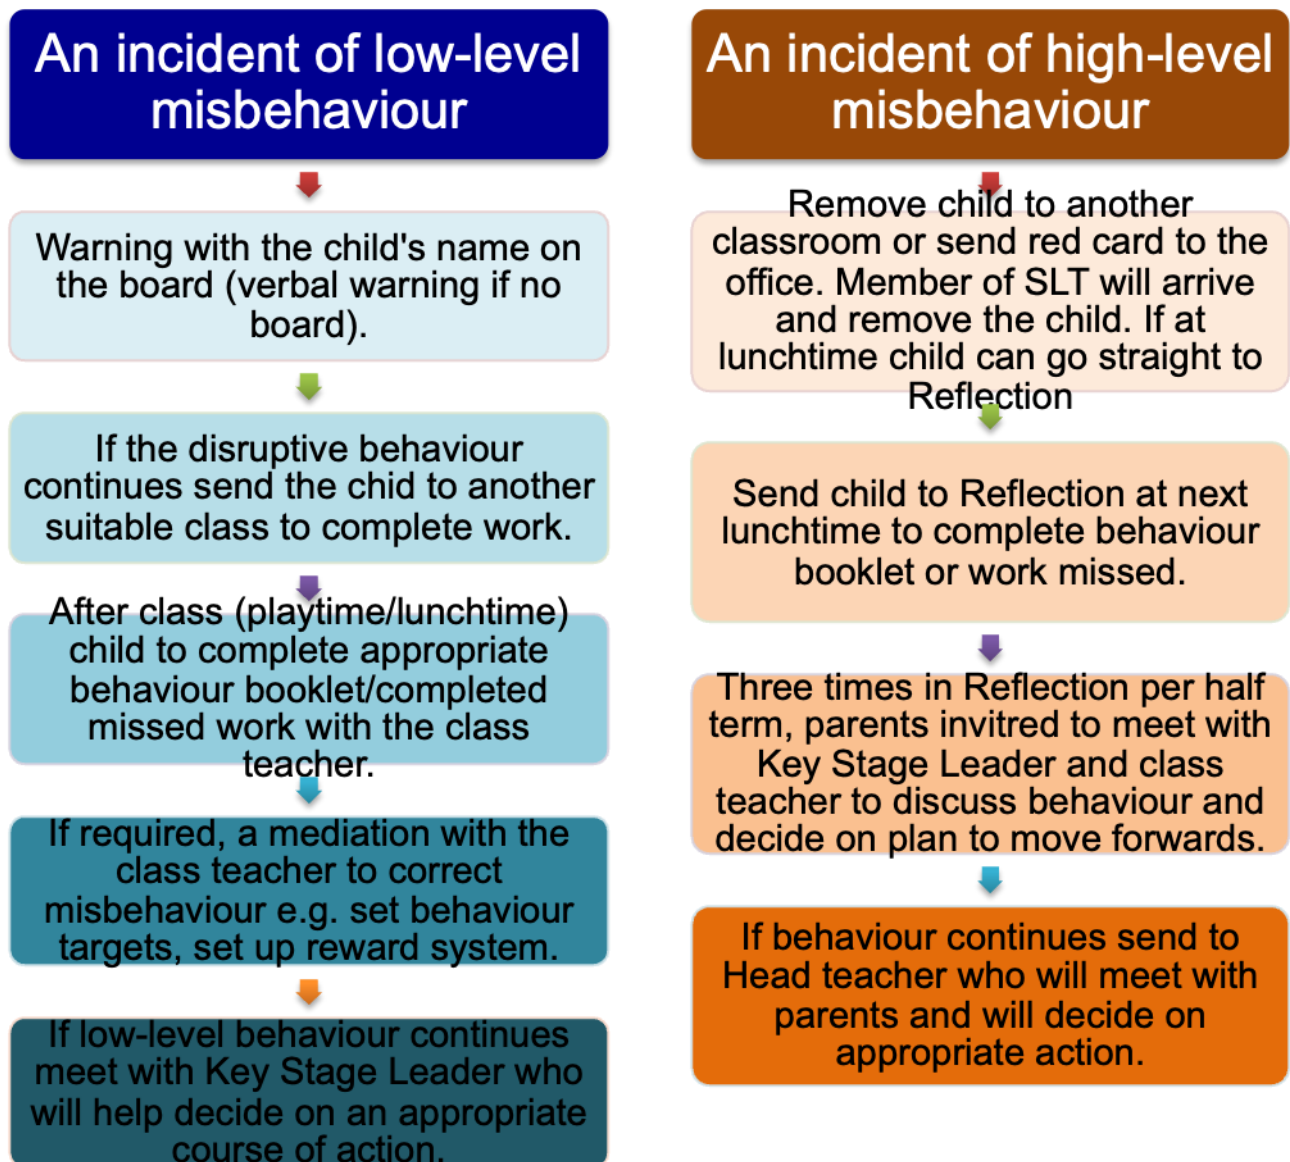 An incident of low-level
misbehaviour
Warning with the child's name on
the board (verbal warning if no
board).
If the disruptive behaviour
continues send the chid to another
suitable class to complete work.
After class (playtime/lunchtime)
child to complete appropriate
behaviour booklet/completed
missed work with the class
teacher.
If required, a mediation with the
class teacher to correct
misbehaviour e.g. set behaviour
targets, set up reward system.
If low-level behaviour continues
meet with Key Stage Leader who
will help decide on an appropriate
course of action.
An incident of high-level
misbehaviour
Remove child to another
classroom or send red card to the
office. Member of SLT will arrive
and remove the child. If at
lunchtime child can go straight to
Reflection
Send child to Reflection at next
lunchtime to complete behaviour
booklet or work missed.
Three times in Reflection per half
term, parents invitred to meet with
Key Stage Leader and class
teacher to discuss behaviour and
decide on plan to move forwards.
If behaviour continues send to
Head teacher who will meet with
parents and will decide on
appropriate action.